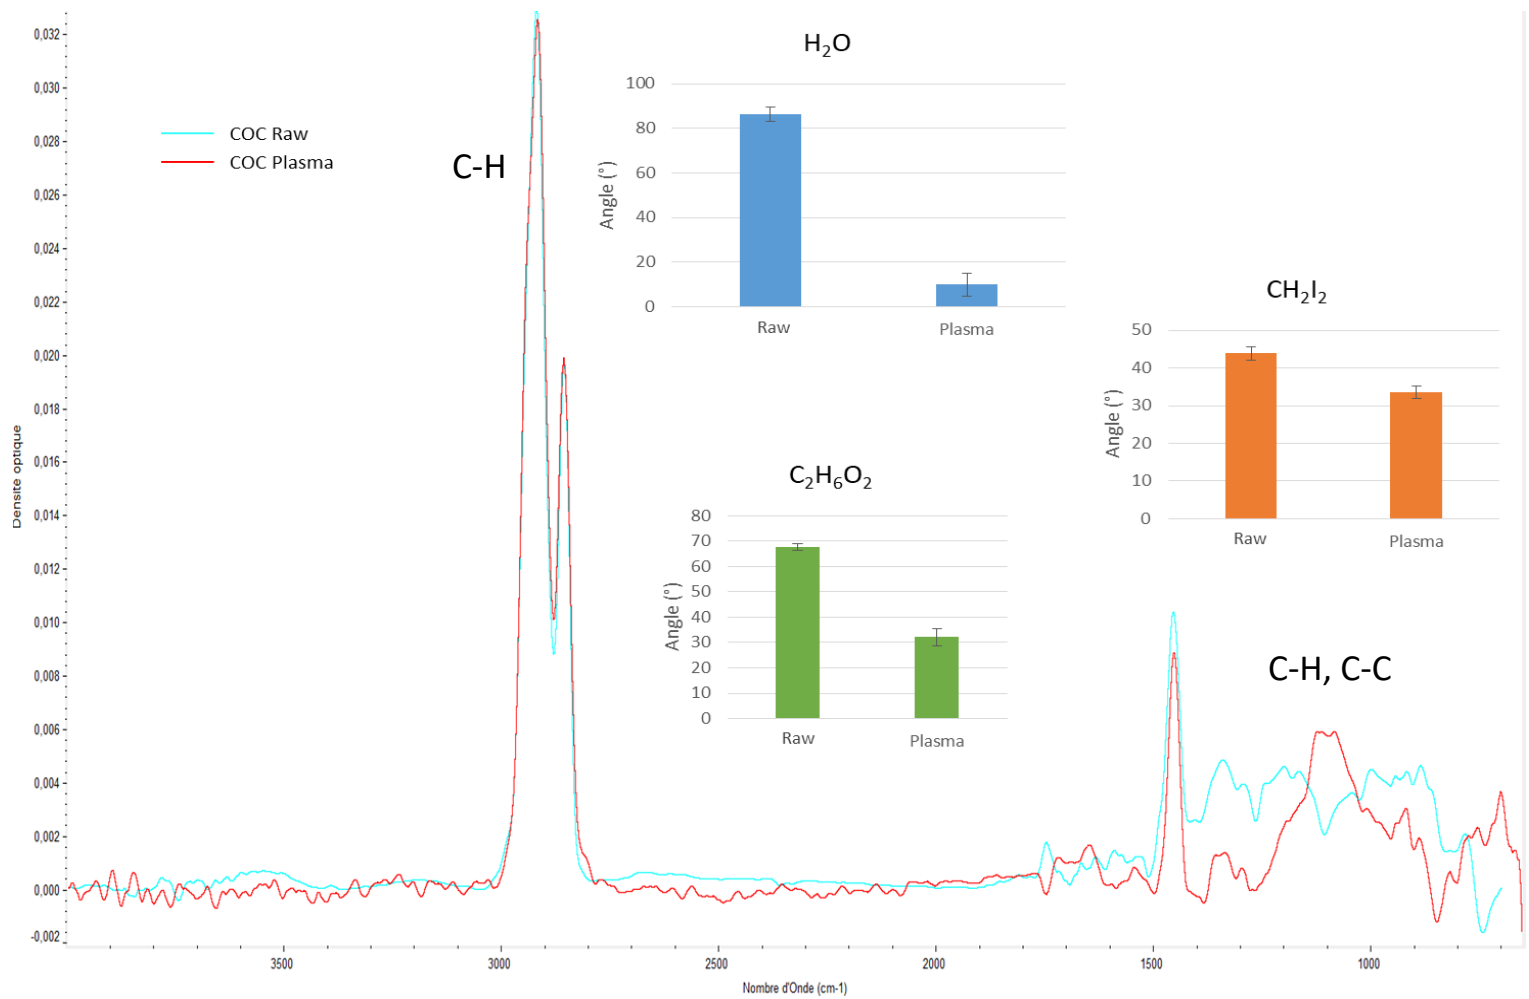 0,032
0,030
0,028
0,026
0,024
0,022
0,020
0,018
0,016
0,014
0,012
0,010
0,008
0,006
0,004
0,002
0,000
-0,002
Densite optique
3500
3000
2500
2000
1500
1000
Nombre d'Onde (cm-1)
COC Raw
COC Plasma
C-H
H₂O
100
80
60
40
20
0
Angle (°)
Raw
Plasma
CH₂I₂
50
40
30
20
10
0
Angle (°)
Raw
Plasma
C₂H₆O₂
80
70
60
50
40
30
20
10
0
Angle (°)
Raw
Plasma
C-H, C-C